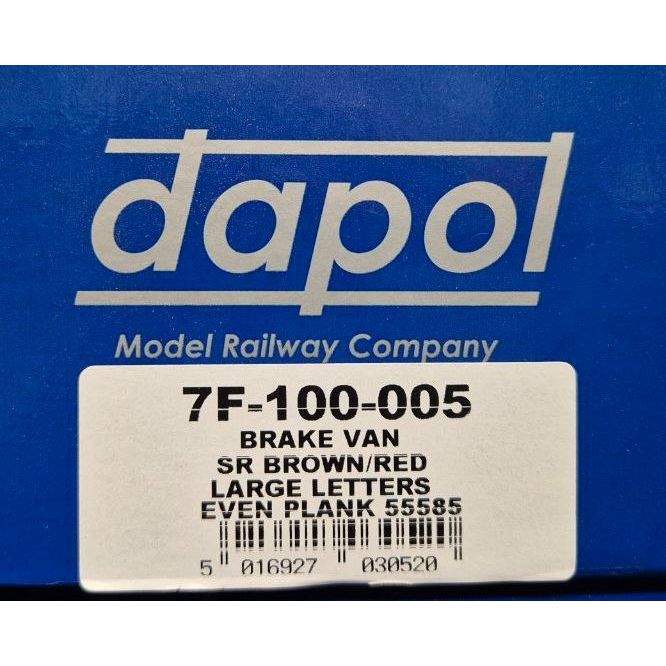 dapol
Model Railway Company
7F-100-005
BRAKE VAN
SR BROWN/RED
LARGE LETTERS
EVEN PLANK 55585
5 016927 030520